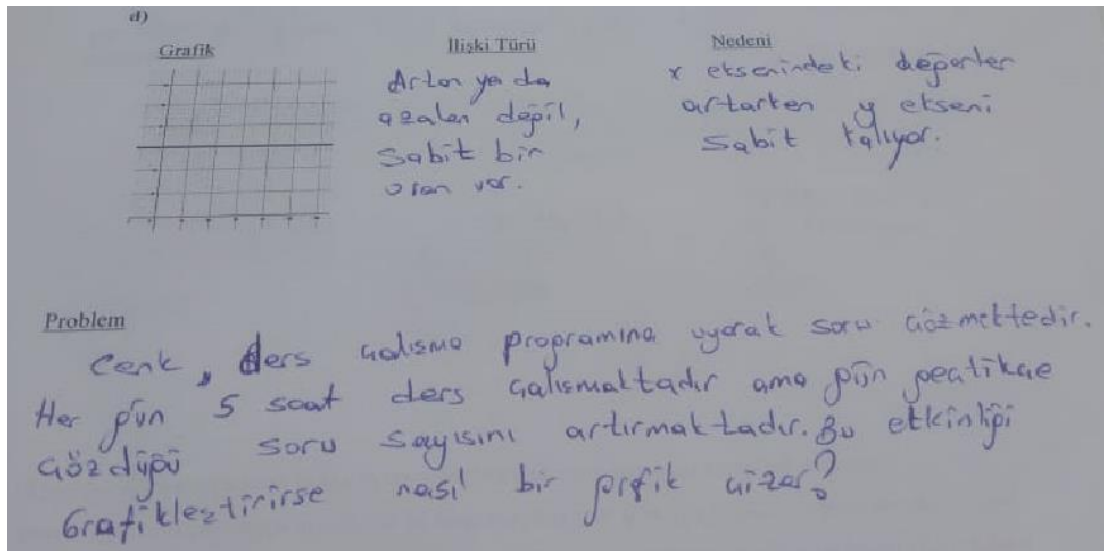 d)
Grafik
İlişki Türü
Artan ya da
azalan değil,
Sabit bir
oran var.
Nedeni
x eksenindeki değerler
artarken y ekseni
Sabit kalıyor.
Problem
Cenk, ders çalışma programına uyarak soru çözmektedir.
Her gün 5 saat ders çalışmaktadır ama gün geçtikçe
çözdüğü soru sayısını artırmaktadır. Bu etkinliği
Grafikleştirirse nasıl bir grfik çizer?